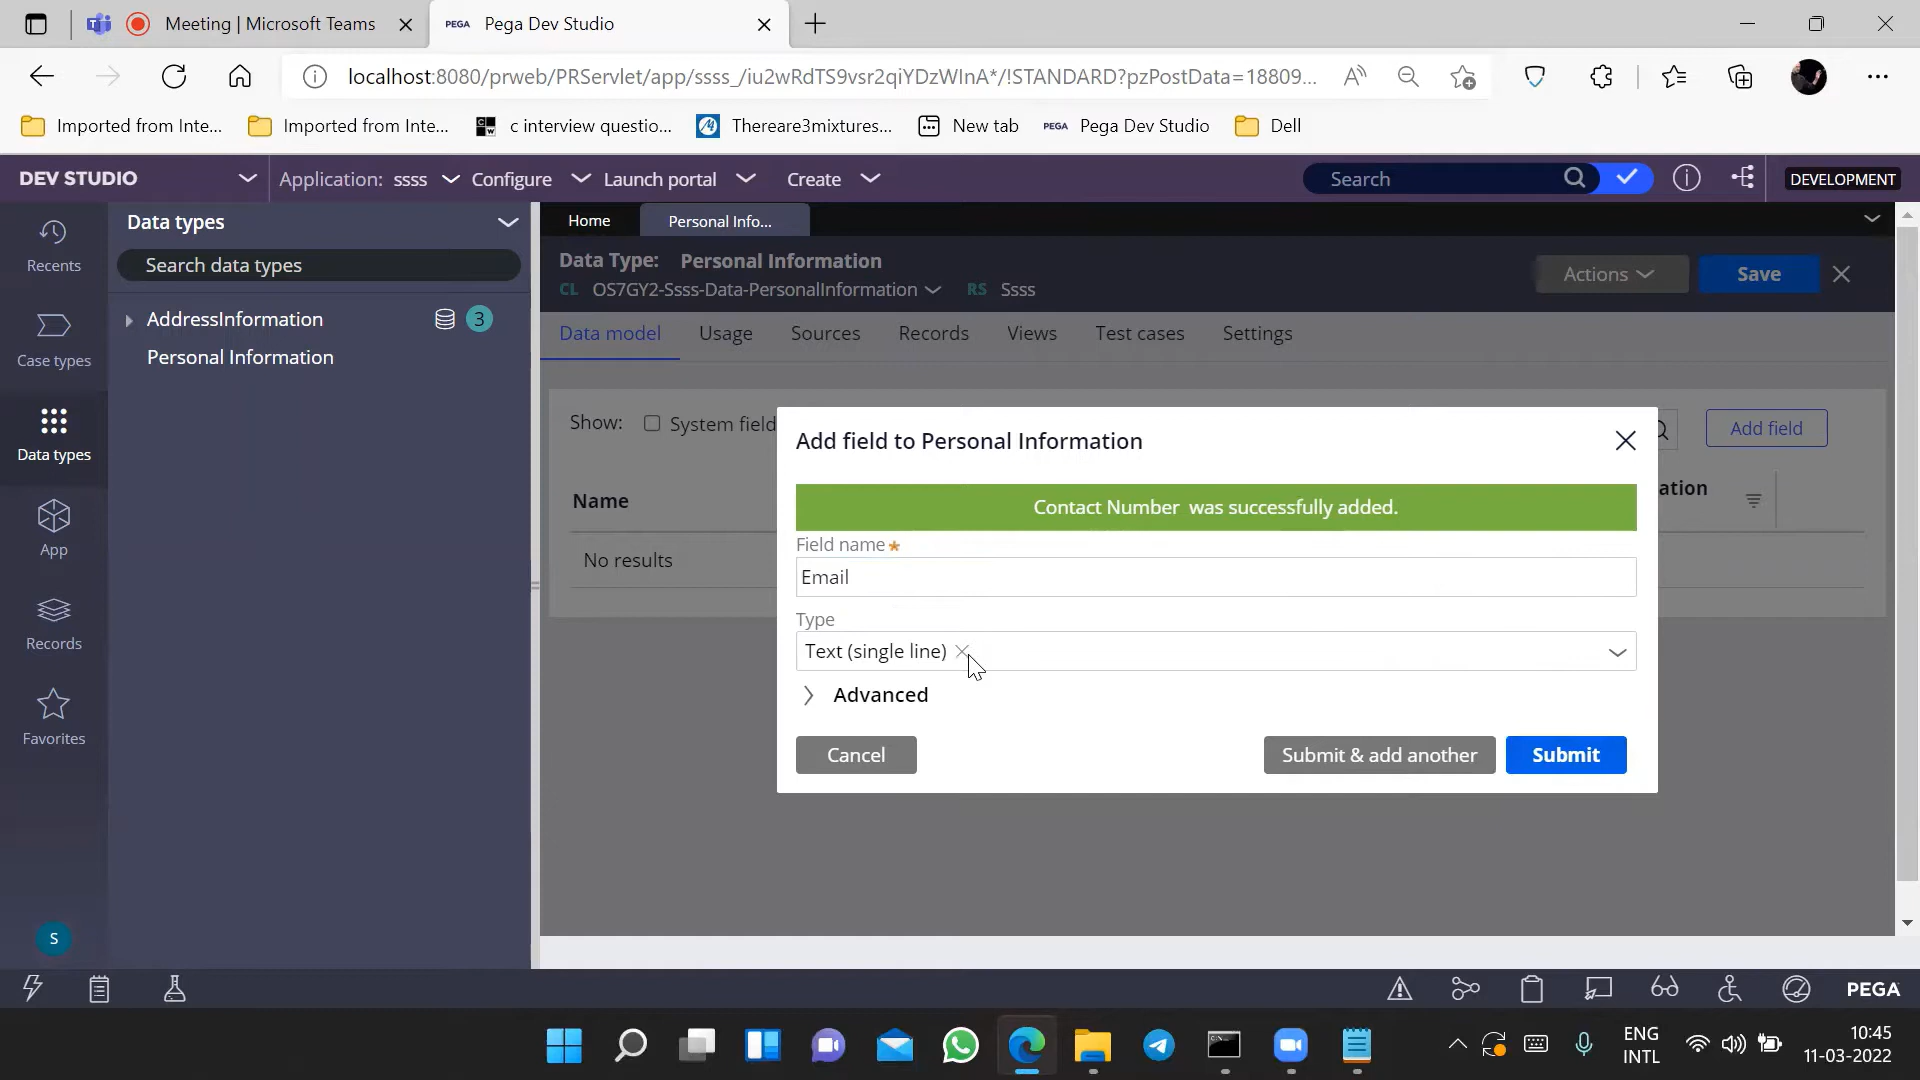 Meeting | Microsoft Teams
PEGA Pega Dev Studio
localhost:8080/prweb/PRServlet/app/ssss_/iu2wRdTS9vsr2qiYDzWInA*/!STANDARD?pzPostData=18809...
Imported from Inte... Imported from Inte... c interview questio... Thereare3mixtures... New tab PEGA Pega Dev Studio Dell
DEV STUDIO Application: ssss Configure Launch portal Create Search DEVELOPMENT
Recents
Case types
Data types
App
Records
Favorites
S
Data types
Search data types
AddressInformation 3
Personal Information
Home Personal Info...
Data Type: Personal Information
CL OS7GY2-Ssss-Data-PersonalInformation RS Ssss
Actions Save
Data model Usage Sources Records Views Test cases Settings
Show: System field
Add field
Name
ation
No results
Add field to Personal Information
Contact Number was successfully added.
Field name★
Email
Type
Text (single line)
Advanced
Cancel Submit & add another Submit
PEGA
ENG
INTL
10:45
11-03-2022